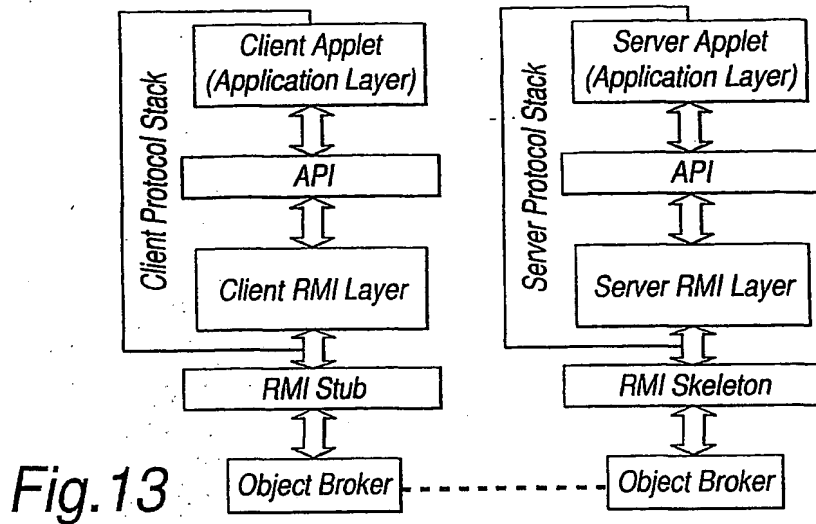 Client Protocol Stack
Client Applet
(Application Layer)
API
Client RMI Layer
RMI Stub
Object Broker
Server Protocol Stack
Server Applet
(Application Layer)
API
Server RMI Layer
RMI Skeleton
Object Broker
Fig.13